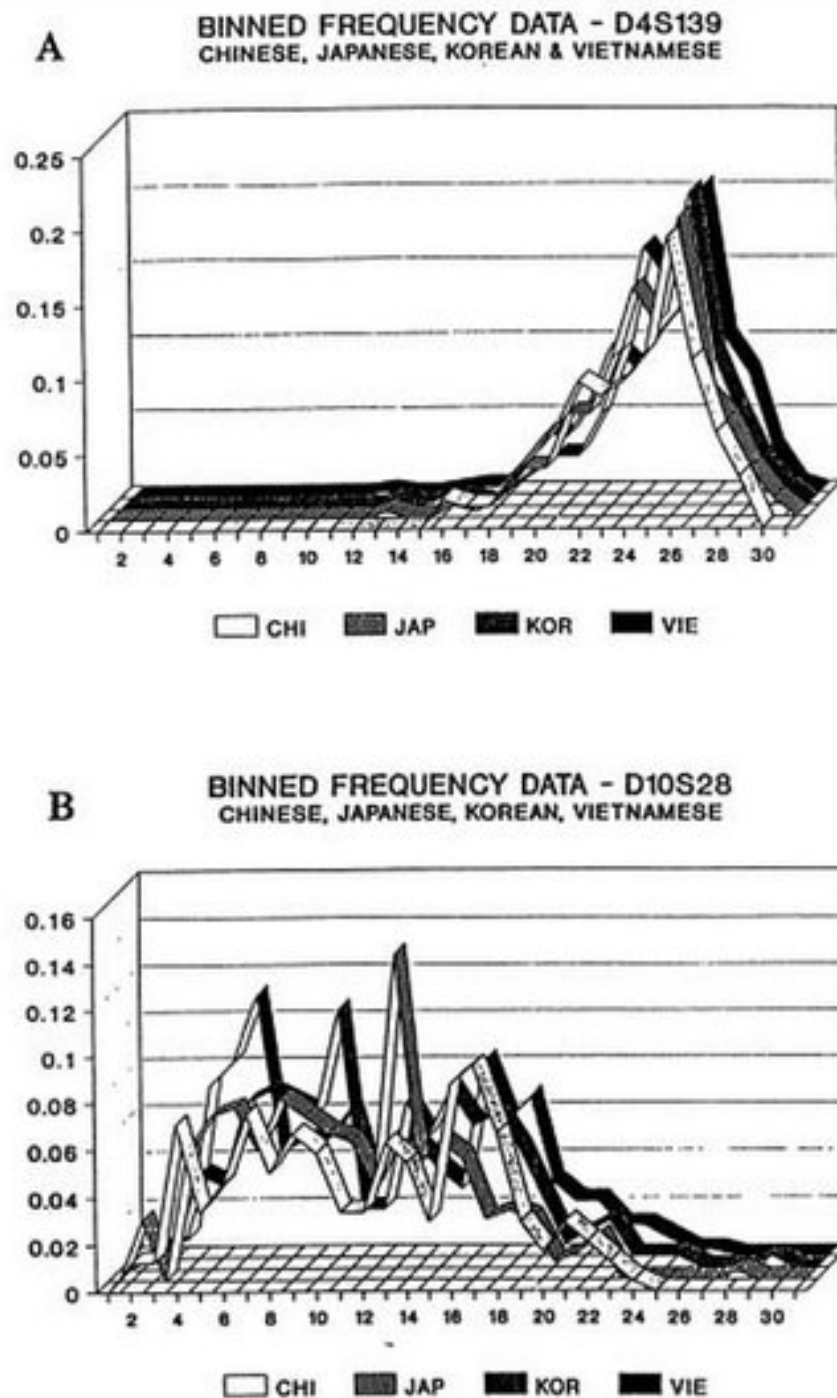 A
BINNED FREQUENCY DATA - D4S139
CHINESE, JAPANESE, KOREAN & VIETNAMESE
0.25
0.2
0.15
0.1
0.05
0
2 4 6 8 10 12 14 16 18 20 22 24 26 28 30
CHI JAP KOR VIE
B
BINNED FREQUENCY DATA - D10S28
CHINESE, JAPANESE, KOREAN, VIETNAMESE
0.16
0.14
0.12
0.1
0.08
0.06
0.04
0.02
0
2 4 6 8 10 12 14 16 18 20 22 24 26 28 30
CHI JAP KOR VIE